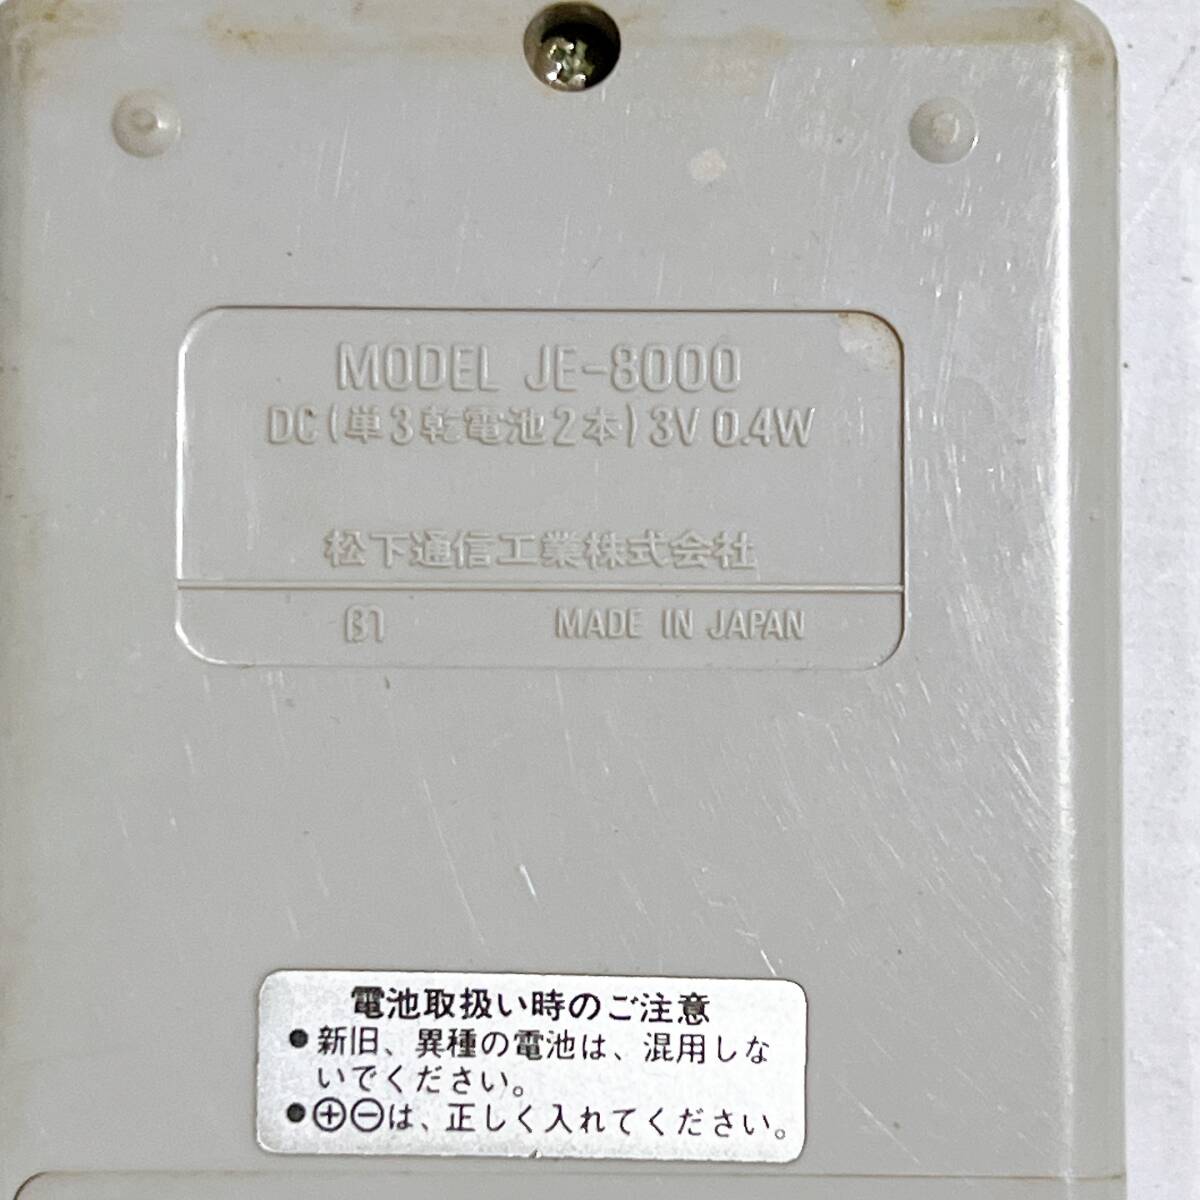 MODEL JE-8000
DC(単3乾電池2本)3V 0.4W
松下通信工業株式会社
B1 MADE IN JAPAN
電池取扱い時のご注意
●新旧、異種の電池は、混用しな
いでください。
●⊕⊖は、正しく入れてください。